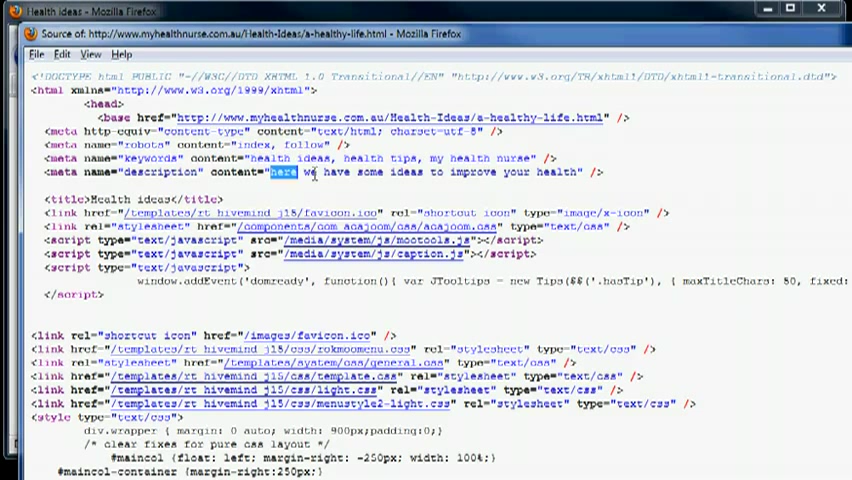 Health ideas - Mozilla Firefox
Source of: http://www.myhealthnurse.com.au/Health-Ideas/a-healthy-life.html - Mozilla Firefox
File Edit View Help
<!DOCTYPE html PUBLIC "-//W3C//DTD XHTML 1.0 Transitional//EN" "http://www.w3.org/TR/xhtml1/DTD/xhtml1-transitional.dtd">
<html xmlns="http://www.w3.org/1999/xhtml">
<head>
<base href="http://www.myhealthnurse.com.au/Health-Ideas/a-healthy-life.html" />
<meta http-equiv="content-type" content="text/html; charset=utf-8" />
<meta name="robots" content="index, follow" />
<meta name="keywords" content="health ideas, health tips, my health nurse" />
<meta name="description" content="here we have some ideas to improve your health" />
<title>Health ideas</title>
<link href="/templates/rt_hivemind_j15/favicon.ico" rel="shortcut icon" type="image/x-icon" />
<link rel="stylesheet" href="/components/com_acajoom/css/acajoom.css" type="text/css" />
<script type="text/javascript" src="/media/system/js/mootools.js"></script>
<script type="text/javascript" src="/media/system/js/caption.js"></script>
<script type="text/javascript">
window.addEvent('domready', function(){ var JTooltips = new Tips($$('.hasTip'), { maxTitleChars: 50, fixed:
</script>
<link rel="shortcut icon" href="/images/favicon.ico" />
<link href="/templates/rt_hivemind_j15/css/rokmoomenu.css" rel="stylesheet" type="text/css" />
<link href="/templates/system/css/general.css" rel="stylesheet" type="text/css" />
<link href="/templates/rt_hivemind_j15/css/template.css" rel="stylesheet" type="text/css" />
<link href="/templates/rt_hivemind_j15/css/light.css" rel="stylesheet" type="text/css" />
<link href="/templates/rt_hivemind_j15/css/menustyle2-light.css" rel="stylesheet" type="text/css" />
<style type="text/css">
div.wrapper { margin: 0 auto; width: 900px;padding:0;}
/* clear fixes for pure css layout */
#maincol {float: left; margin-right: -250px; width: 100%;}
#maincol-container {margin-right:250px;}